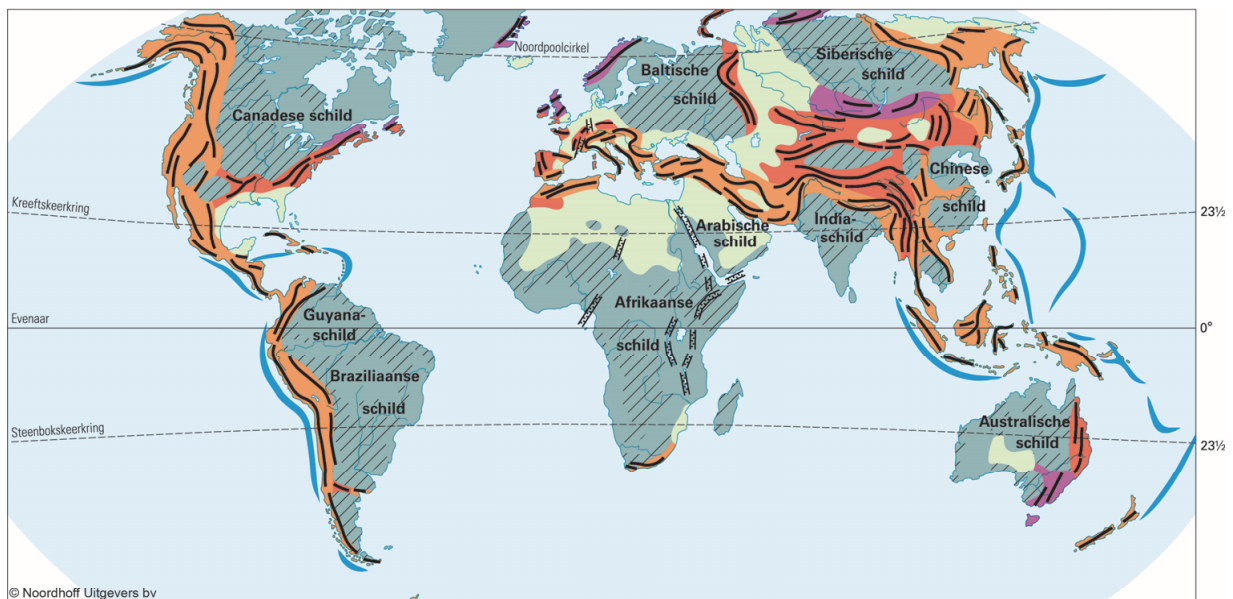 Noordpoolcirkel
Siberische
schild
Baltische
schild
Canadese schild
Chinese
schild
Kreeftskeerkring
23½
India-
schild
Arabische
schild
Afrikaanse
schild
Evenaar
0°
Guyana-
schild
Braziliaanse
schild
Australische
schild
Steenbokskeerkring
23½
© Noordhoff Uitgevers bv